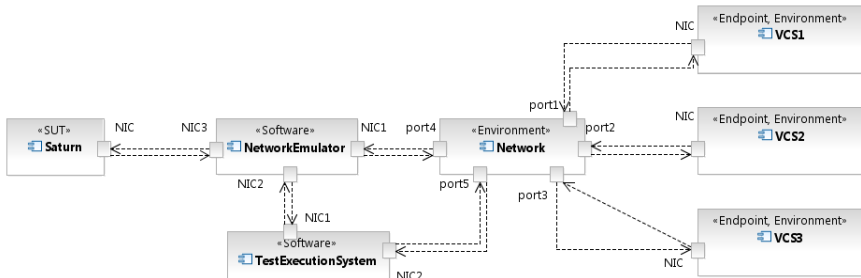 «Endpoint, Environment»
VCS1
NIC
port1
«SUT»
Saturn
NIC
NIC3
«Software»
NetworkEmulator
NIC1
port4
«Environment»
Network
port2
NIC
«Endpoint, Environment»
VCS2
NIC2
port5
port3
NIC1
«Software»
TestExecutionSystem
NIC2
«Endpoint, Environment»
VCS3
NIC